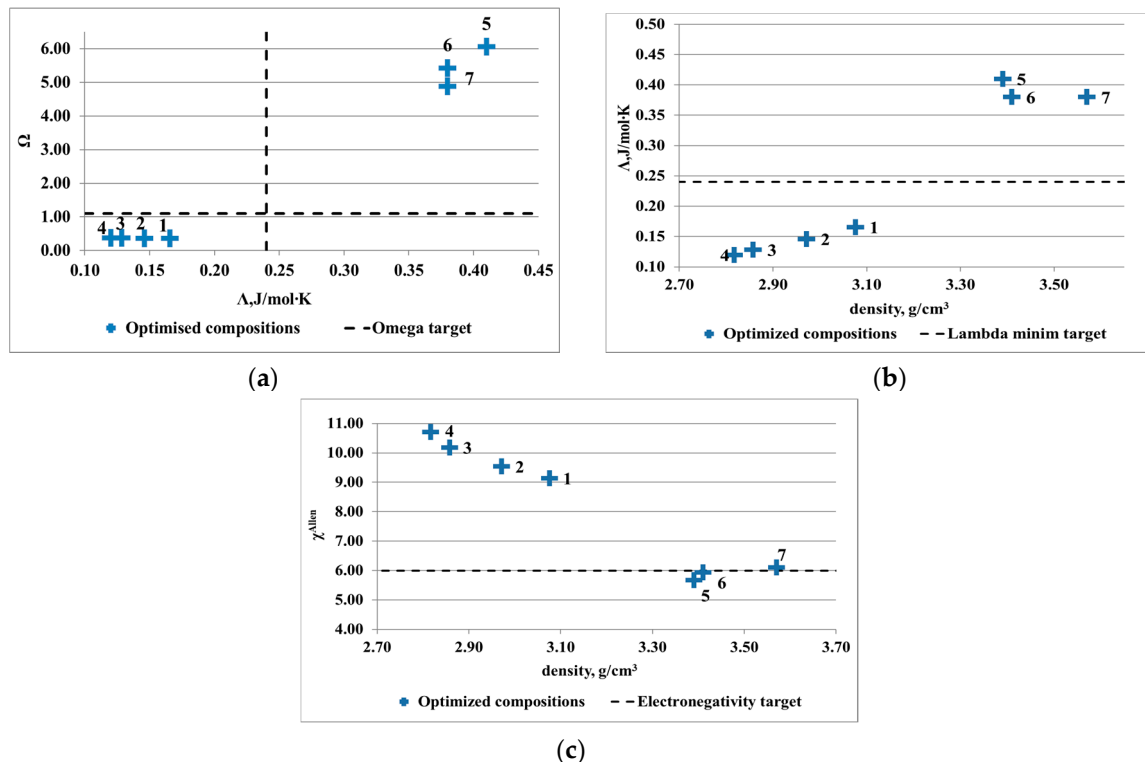 6.00
5.00
4.00
3.00
2.00
1.00
0.00
Ω
5
6
7
4 3 2 1
0.10 0.15 0.20 0.25 0.30 0.35 0.40 0.45
Λ,J/mol·K
Optimised compositions Omega target
(a)
0.50
0.45
0.40
0.35
0.30
0.25
0.20
0.15
0.10
Λ,J/mol·K
5
6 7
1
2
3
4
2.70 2.90 3.10 3.30 3.50
density, g/cm³
Optimized compositions Lambda minim target
(b)
11.00
10.00
9.00
8.00
7.00
6.00
5.00
4.00
χAllen
4
3
2
1
7
6
5
2.70 2.90 3.10 3.30 3.50 3.70
density, g/cm³
Optimized compositions Electronegativity target
(c)